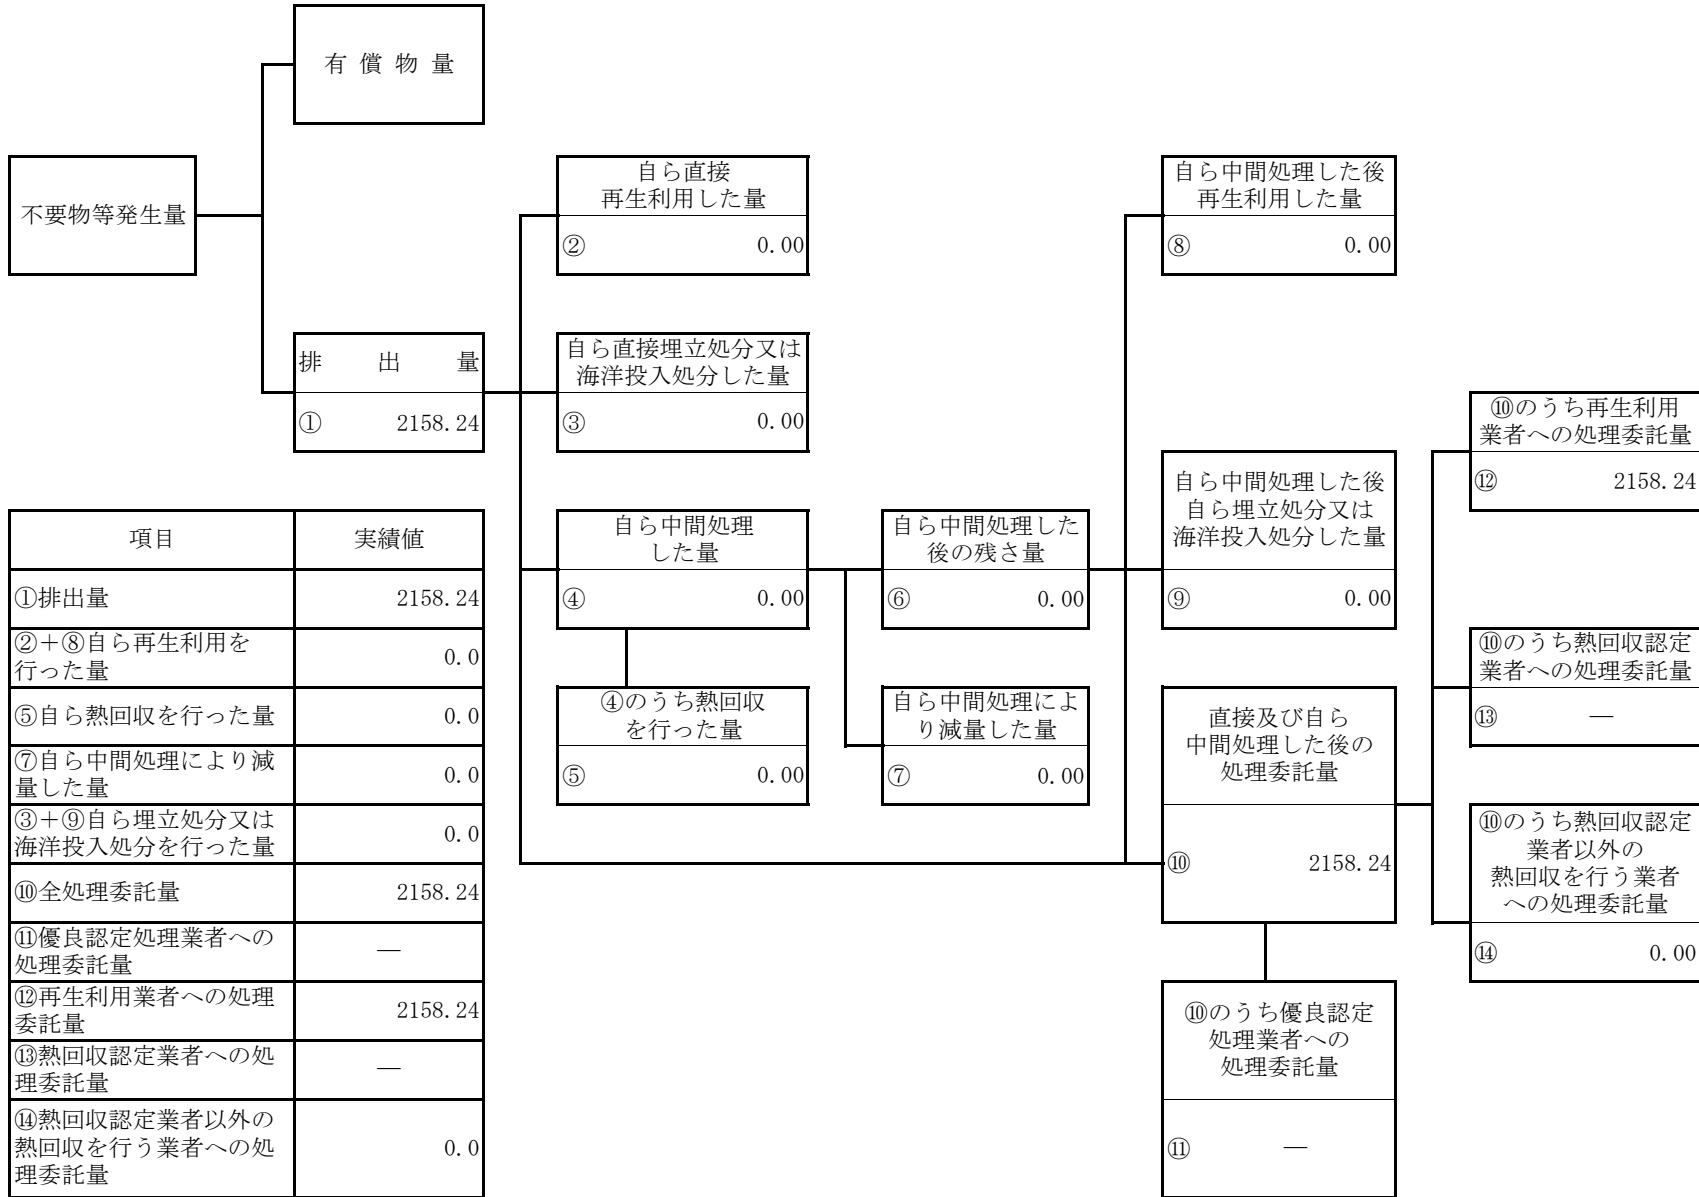 有 償 物 量
不要物等発生量
排 出 量
① 2158.24
自ら直接
再生利用した量
② 0.00
自ら直接埋立処分又は
海洋投入処分した量
③ 0.00
自ら中間処理
した量
④ 0.00
④のうち熱回収
を行った量
⑤ 0.00
自ら中間処理した
後の残さ量
⑥ 0.00
自ら中間処理によ
り減量した量
⑦ 0.00
自ら中間処理した後
再生利用した量
⑧ 0.00
自ら中間処理した後
自ら埋立処分又は
海洋投入処分した量
⑨ 0.00
直接及び自ら
中間処理した後の
処理委託量
⑩ 2158.24
⑩のうち優良認定
処理業者への
処理委託量
⑪ ―
⑩のうち再生利用
業者への処理委託量
⑫ 2158.24
⑩のうち熱回収認定
業者への処理委託量
⑬ ―
⑩のうち熱回収認定
業者以外の
熱回収を行う業者
への処理委託量
⑭ 0.00
項目 実績値
①排出量 2158.24
②＋⑧自ら再生利用を
行った量 0.0
⑤自ら熱回収を行った量 0.0
⑦自ら中間処理により減
量した量 0.0
③＋⑨自ら埋立処分又は
海洋投入処分を行った量 0.0
⑩全処理委託量 2158.24
⑪優良認定処理業者への
処理委託量 ―
⑫再生利用業者への処理
委託量 2158.24
⑬熱回収認定業者への処
理委託量 ―
⑭熱回収認定業者以外の
熱回収を行う業者への処
理委託量 0.0